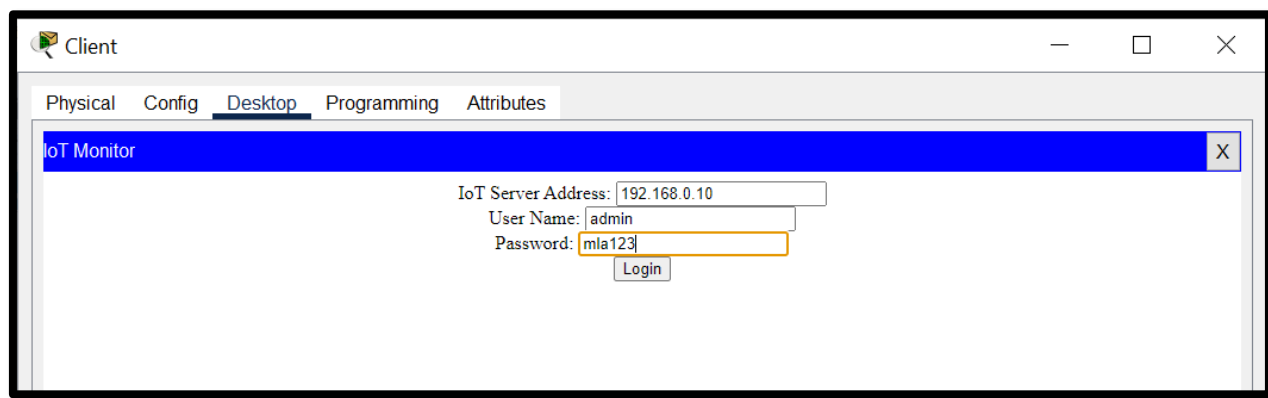 Client
Physical Config Desktop Programming Attributes
IoT Monitor
X
IoT Server Address: 192.168.0.10
User Name: admin
Password: mla123
Login